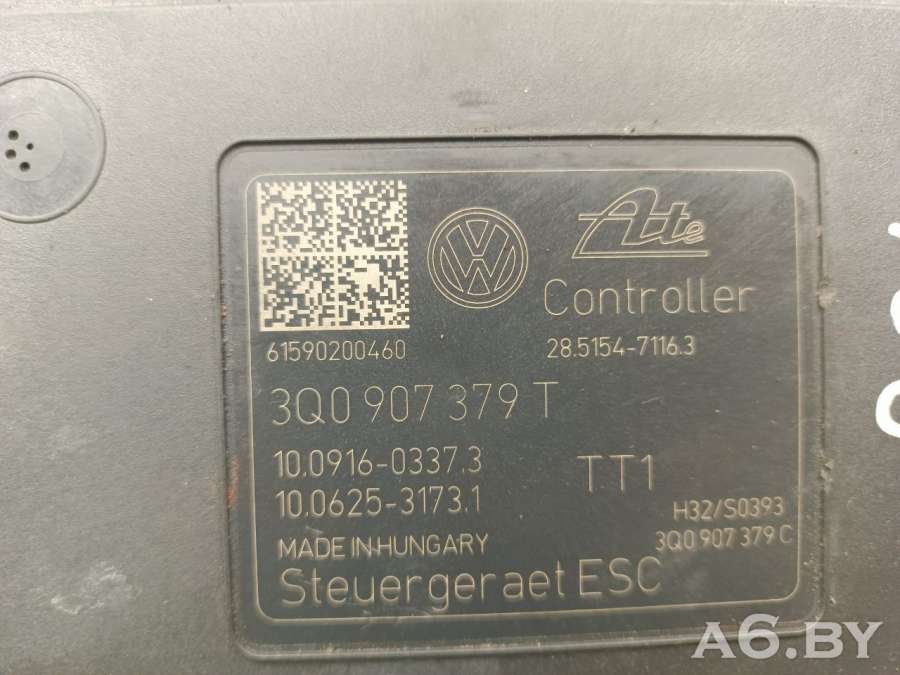 Ate
Controller
61590200460
28.5154-7116.3
3Q0 907 379 T
10.0916-0337.3
TT1
10.0625-3173.1
H32/S0393
MADE IN HUNGARY
3Q0 907 379 C
Steuergeraet ESC
A6.BY